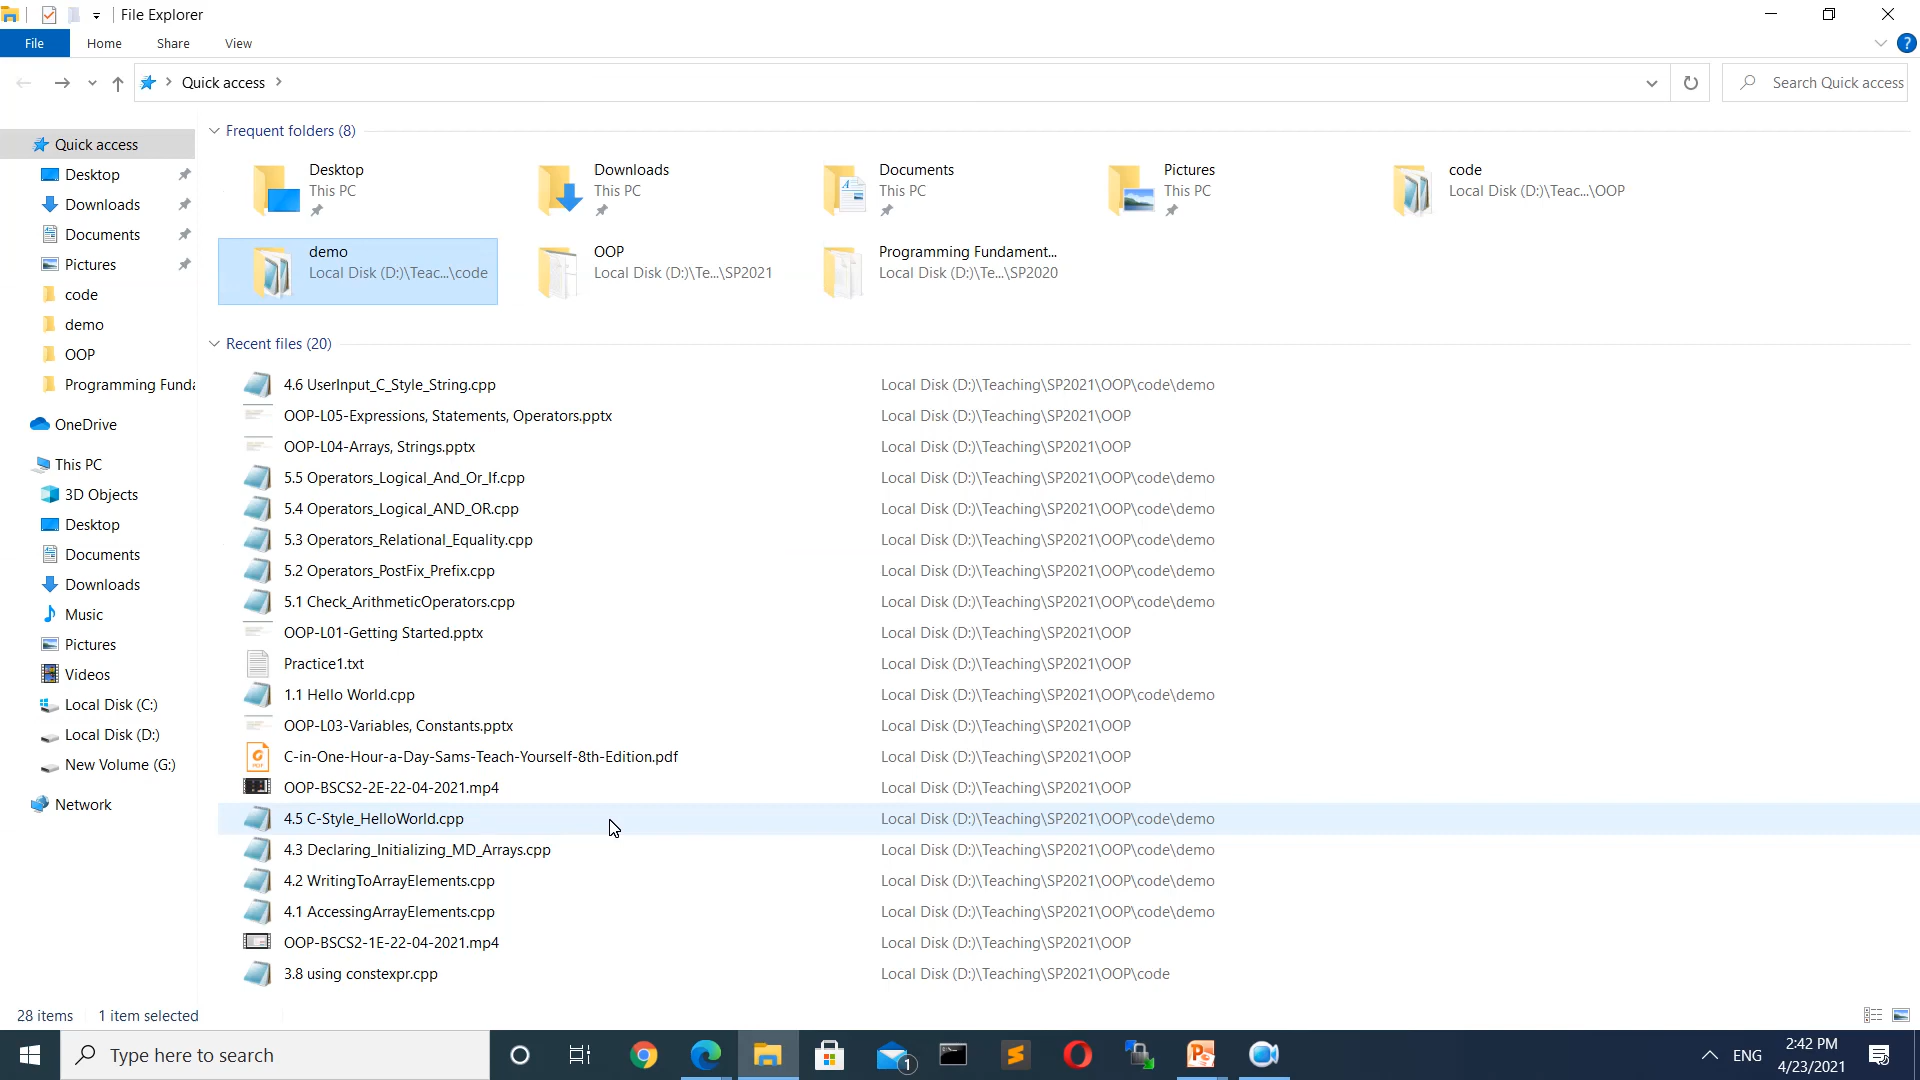 File Explorer
File Home Share View
Quick access
Search Quick access
Quick access
Desktop
Downloads
Documents
Pictures
code
demo
OOP
Programming Funda
OneDrive
This PC
3D Objects
Desktop
Documents
Downloads
Music
Pictures
Videos
Local Disk (C:)
Local Disk (D:)
New Volume (G:)
Network
Frequent folders (8)
Desktop
This PC
Downloads
This PC
Documents
This PC
Pictures
This PC
code
Local Disk (D:)\Teac...\OOP
demo
Local Disk (D:)\Teac...\code
OOP
Local Disk (D:)\Te...\SP2021
Programming Fundament...
Local Disk (D:)\Te...\SP2020
Recent files (20)
4.6 UserInput_C_Style_String.cpp Local Disk (D:)\Teaching\SP2021\OOP\code\demo
OOP-L05-Expressions, Statements, Operators.pptx Local Disk (D:)\Teaching\SP2021\OOP
OOP-L04-Arrays, Strings.pptx Local Disk (D:)\Teaching\SP2021\OOP
5.5 Operators_Logical_And_Or_If.cpp Local Disk (D:)\Teaching\SP2021\OOP\code\demo
5.4 Operators_Logical_AND_OR.cpp Local Disk (D:)\Teaching\SP2021\OOP\code\demo
5.3 Operators_Relational_Equality.cpp Local Disk (D:)\Teaching\SP2021\OOP\code\demo
5.2 Operators_PostFix_Prefix.cpp Local Disk (D:)\Teaching\SP2021\OOP\code\demo
5.1 Check_ArithmeticOperators.cpp Local Disk (D:)\Teaching\SP2021\OOP\code\demo
OOP-L01-Getting Started.pptx Local Disk (D:)\Teaching\SP2021\OOP
Practice1.txt Local Disk (D:)\Teaching\SP2021\OOP
1.1 Hello World.cpp Local Disk (D:)\Teaching\SP2021\OOP\code\demo
OOP-L03-Variables, Constants.pptx Local Disk (D:)\Teaching\SP2021\OOP
C-in-One-Hour-a-Day-Sams-Teach-Yourself-8th-Edition.pdf Local Disk (D:)\Teaching\SP2021\OOP
OOP-BSCS2-2E-22-04-2021.mp4 Local Disk (D:)\Teaching\SP2021\OOP
4.5 C-Style_HelloWorld.cpp Local Disk (D:)\Teaching\SP2021\OOP\code\demo
4.3 Declaring_Initializing_MD_Arrays.cpp Local Disk (D:)\Teaching\SP2021\OOP\code\demo
4.2 WritingToArrayElements.cpp Local Disk (D:)\Teaching\SP2021\OOP\code\demo
4.1 AccessingArrayElements.cpp Local Disk (D:)\Teaching\SP2021\OOP\code\demo
OOP-BSCS2-1E-22-04-2021.mp4 Local Disk (D:)\Teaching\SP2021\OOP
3.8 using constexpr.cpp Local Disk (D:)\Teaching\SP2021\OOP\code
28 items 1 item selected
Type here to search
1
ENG
2:42 PM
4/23/2021